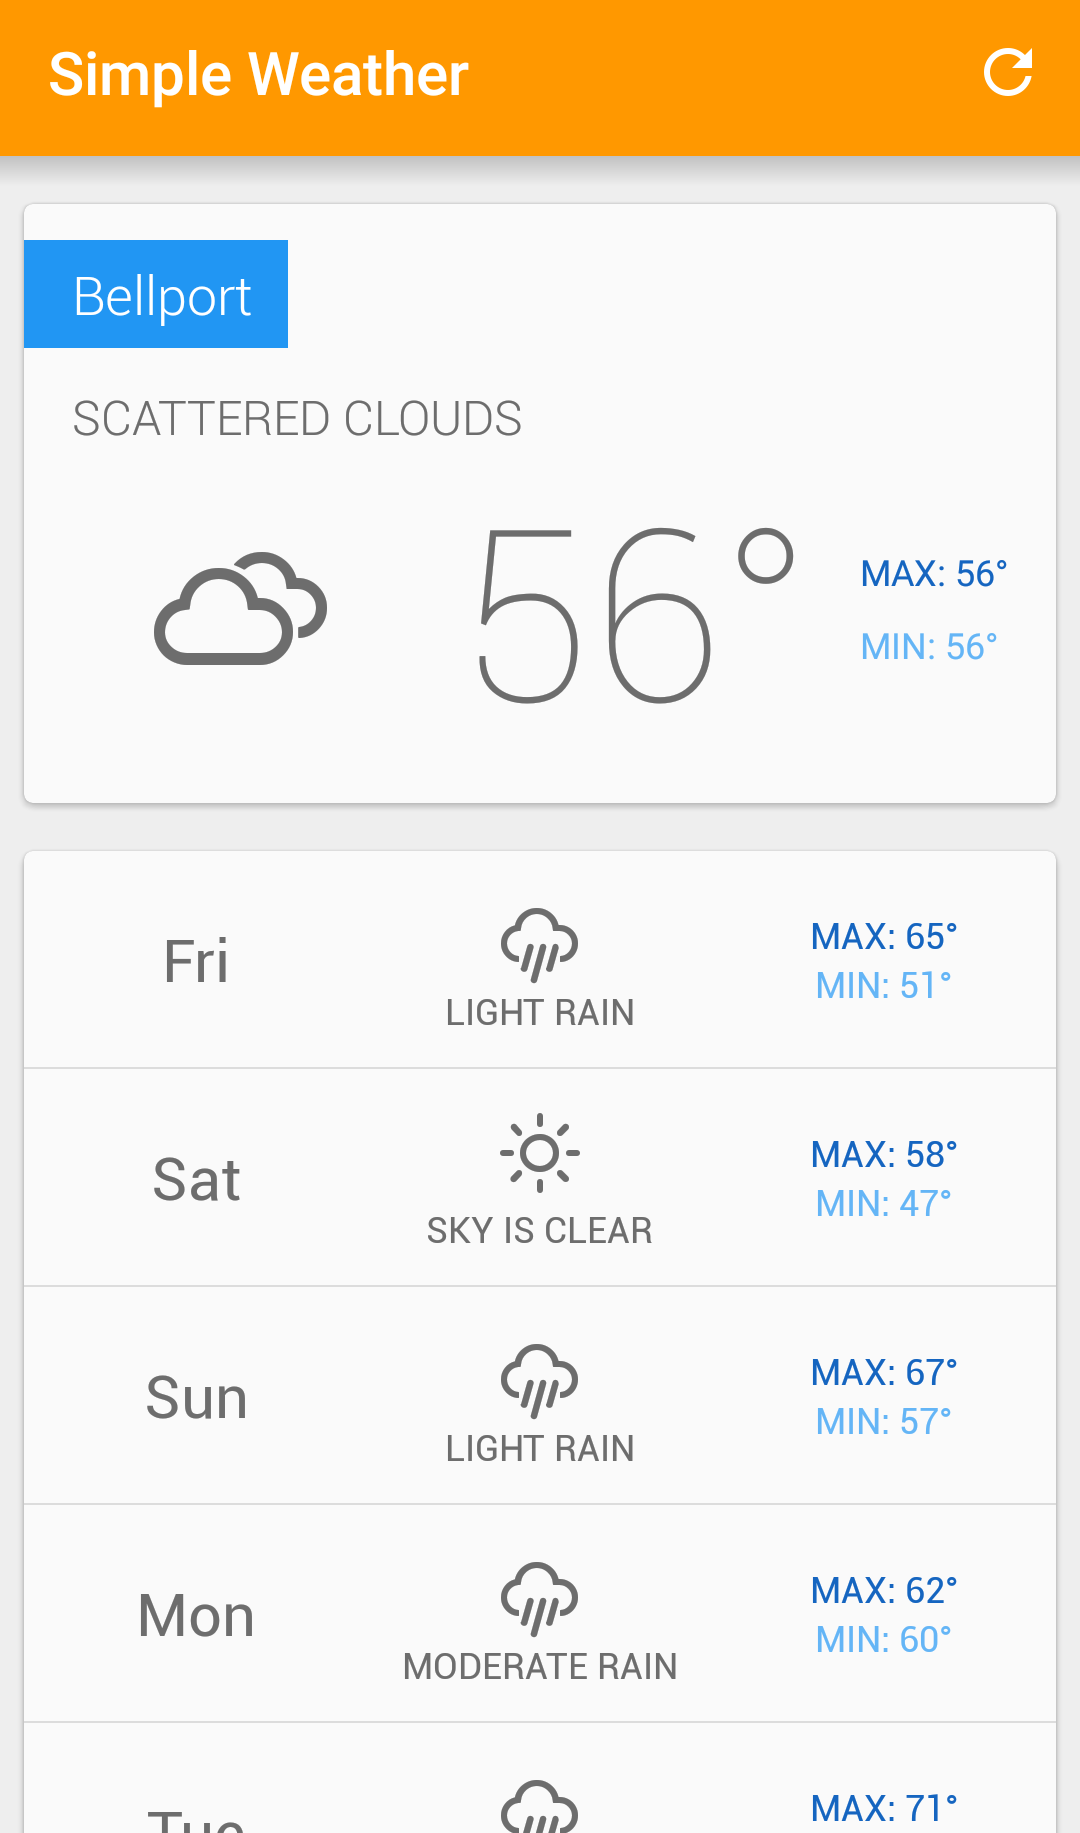 Simple Weather
Bellport
SCATTERED CLOUDS
56°
MAX: 56°
MIN: 56°
Fri
LIGHT RAIN
MAX: 65°
MIN: 51°
Sat
SKY IS CLEAR
MAX: 58°
MIN: 47°
Sun
LIGHT RAIN
MAX: 67°
MIN: 57°
Mon
MODERATE RAIN
MAX: 62°
MIN: 60°
Tue
MAX: 71°